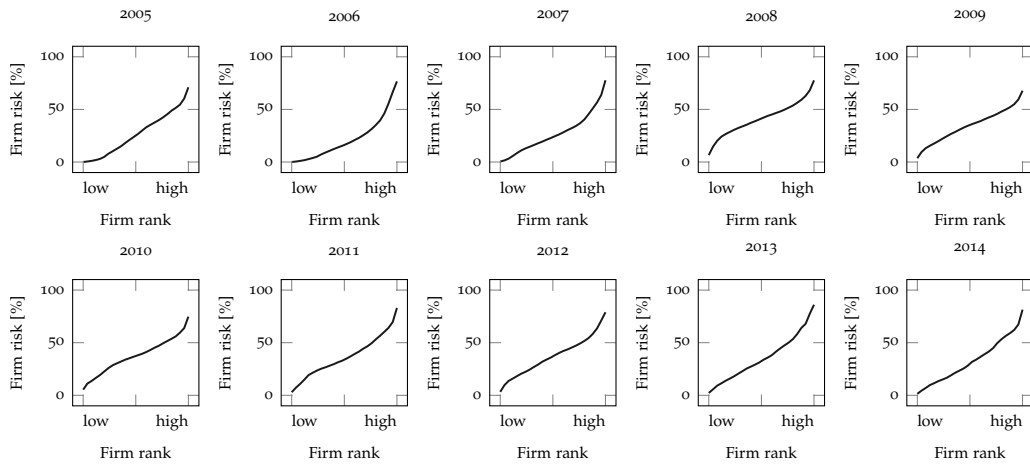 2005 2006 2007 2008 2009
Firm risk [%] Firm risk [%] Firm risk [%] Firm risk [%] Firm risk [%]
100 100 100 100 100
50 50 50 50 50
0 0 0 0 0
low high low high low high low high low high
Firm rank Firm rank Firm rank Firm rank Firm rank
2010 2011 2012 2013 2014
Firm risk [%] Firm risk [%] Firm risk [%] Firm risk [%] Firm risk [%]
100 100 100 100 100
50 50 50 50 50
0 0 0 0 0
low high low high low high low high low high
Firm rank Firm rank Firm rank Firm rank Firm rank